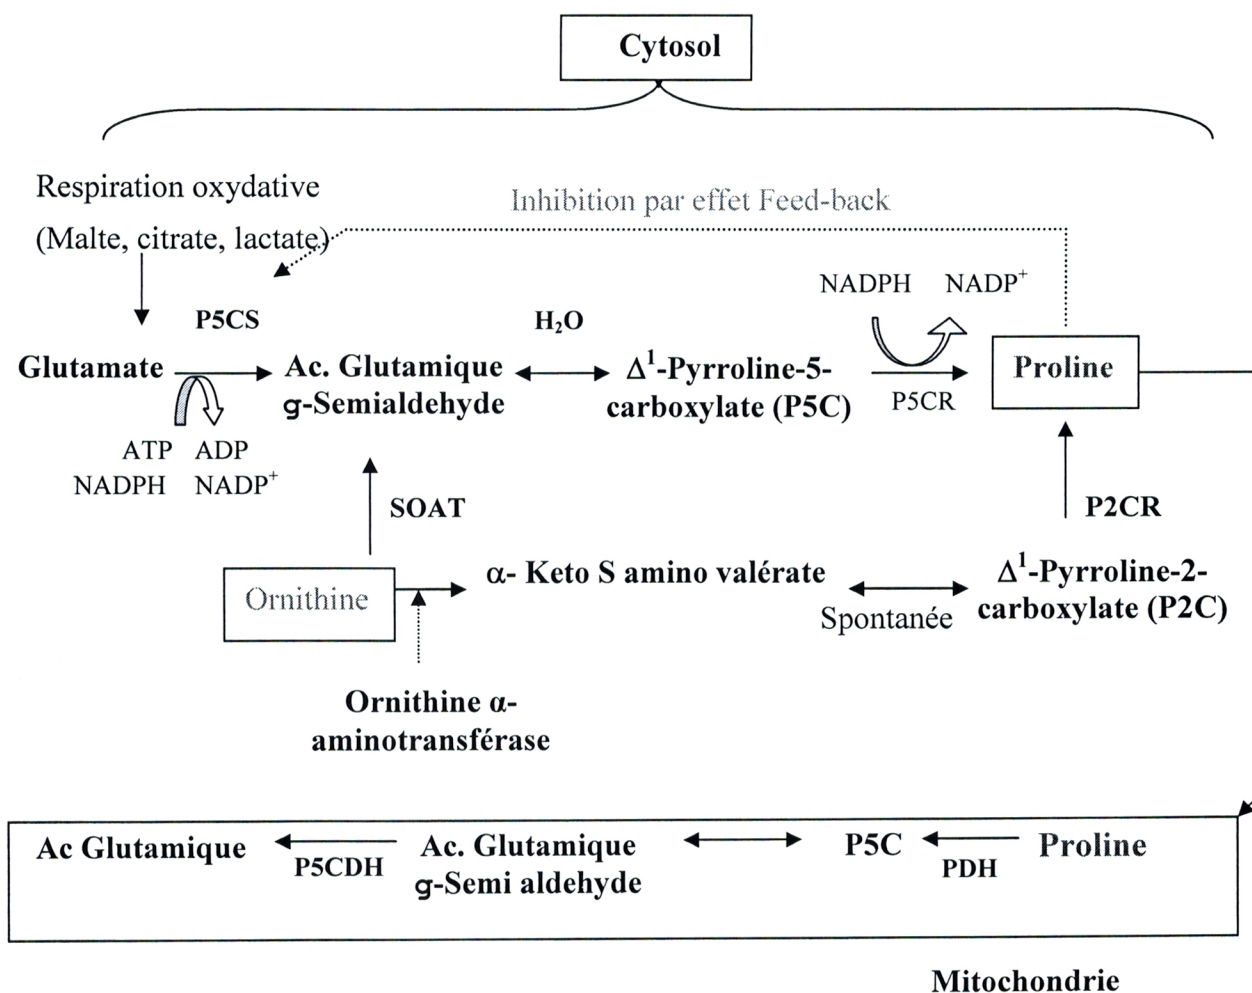 Cytosol
Respiration oxydative
(Malte, citrate, lactate)
Inhibition par effet Feed-back
NADPH NADP⁺
P5CS
H₂O
Glutamate
Ac. Glutamique
g-Semialdehyde
Δ¹-Pyrroline-5-
carboxylate (P5C)
P5CR
Proline
ATP ADP
NADPH NADP⁺
SOAT
P2CR
Ornithine
α- Keto S amino valérate
Spontanée
Δ¹-Pyrroline-2-
carboxylate (P2C)
Ornithine α-
aminotransférase
Ac Glutamique
P5CDH
Ac. Glutamique
g-Semi aldehyde
P5C
PDH
Proline
Mitochondrie